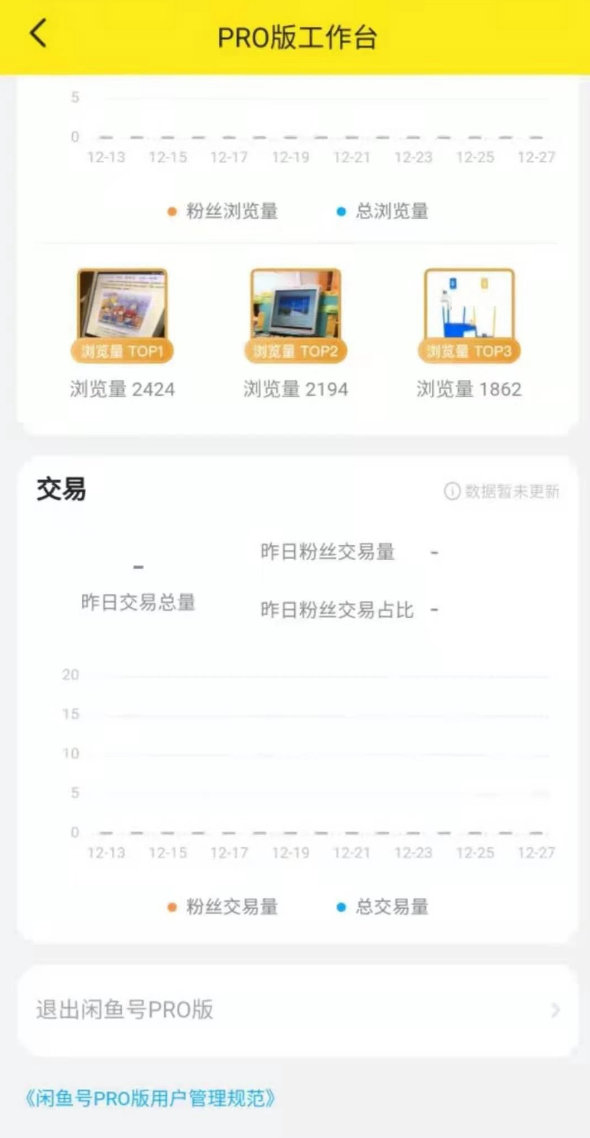 PRO版工作台
5
0
12-13 12-15 12-17 12-19 12-21 12-23 12-25 12-27
粉丝浏览量 总浏览量
浏览量 TOP1 浏览量 TOP2 浏览量 TOP3
浏览量 2424 浏览量 2194 浏览量 1862
交易 数据暂未更新
- 昨日粉丝交易量 -
昨日交易总量 昨日粉丝交易占比 -
20
15
10
5
0
12-13 12-15 12-17 12-19 12-21 12-23 12-25 12-27
粉丝交易量 总交易量
退出闲鱼号PRO版
《闲鱼号PRO版用户管理规范》